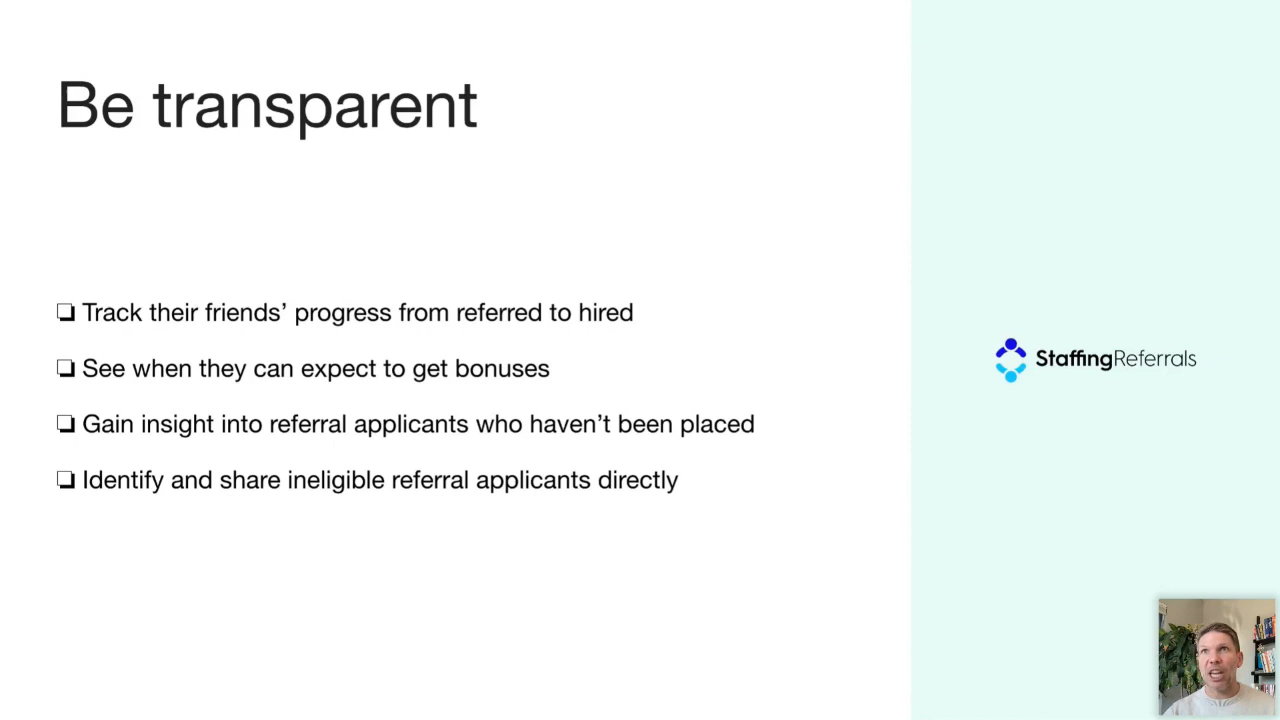 Be transparent
❏ Track their friends’ progress from referred to hired
❏ See when they can expect to get bonuses
❏ Gain insight into referral applicants who haven’t been placed
❏ Identify and share ineligible referral applicants directly
StaffingReferrals